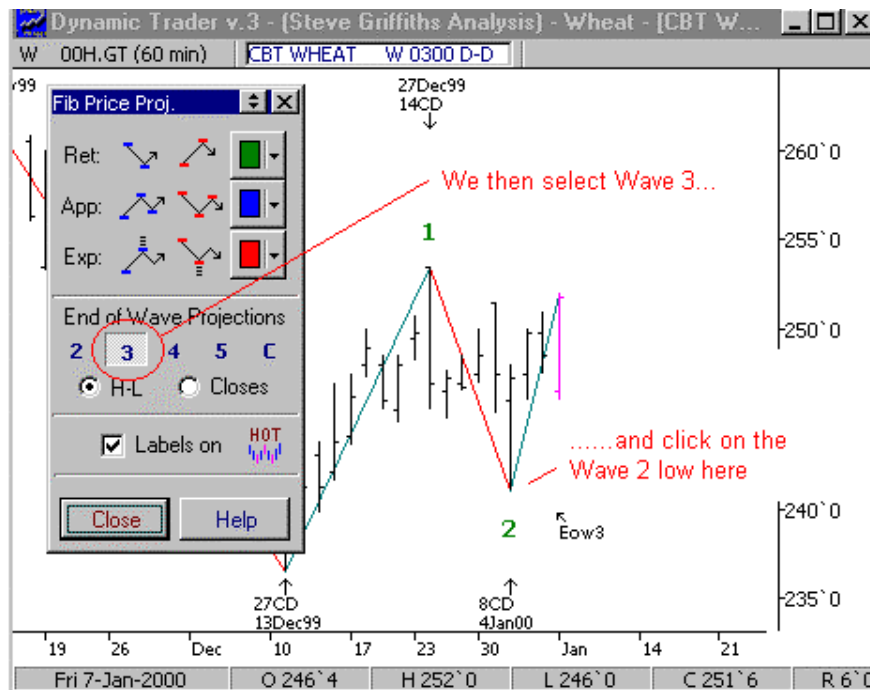 Dynamic Trader v.3 - (Steve Griffiths Analysis) - Wheat - [CBT W...
W 00H.GT (60 min) CBT WHEAT W 0300 D-D
Fib Price Proj.
Ret:
App:
Exp:
End of Wave Projections
2 3 4 5 C
H-L Closes
Labels on HOT
Close Help
99
27Dec99
14CD
We then select Wave 3...
1
......and click on the
Wave 2 low here
2
Eow3
27CD
13Dec99
8CD
4Jan00
260`0
255`0
250`0
240`0
235`0
19 26 Dec 10 17 23 30 Jan 14 21
Fri 7-Jan-2000 O 246`4 H 252`0 L 246`0 C 251`6 R 6`0